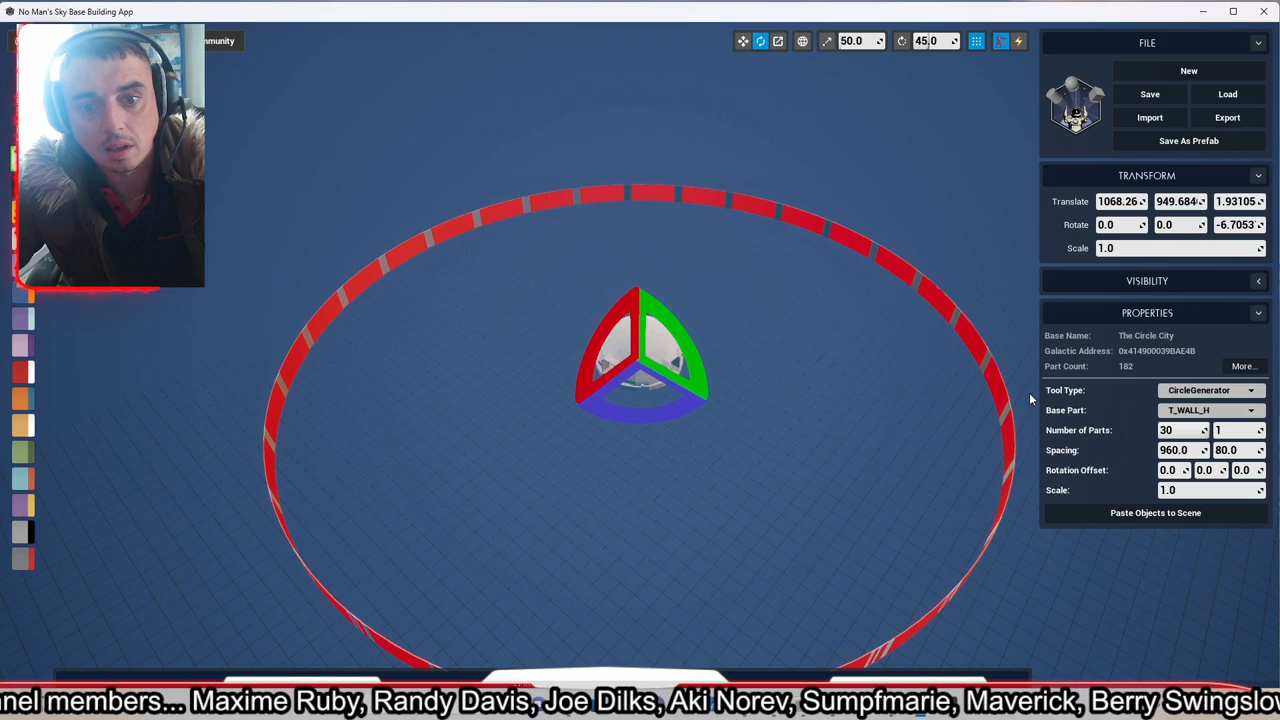 No Man's Sky Base Building App
munity
50.0
45.0
FILE
New
Save
Load
Import
Export
Save As Prefab
TRANSFORM
Translate 1068.26 949.684 1.93105
Rotate 0.0 0.0 -6.7053
Scale 1.0
VISIBILITY
PROPERTIES
Base Name: The Circle City
Galactic Address: 0x414900039BAE4B
Part Count: 182 More...
Tool Type: CircleGenerator
Base Part: T_WALL_H
Number of Parts: 30 1
Spacing: 960.0 80.0
Rotation Offset: 0.0 0.0 0.0
Scale: 1.0
Paste Objects to Scene
nnel members... Maxime Ruby, Randy Davis, Joe Dilks, Aki Norev, Sumpfmarie, Maverick, Berry Swingslov